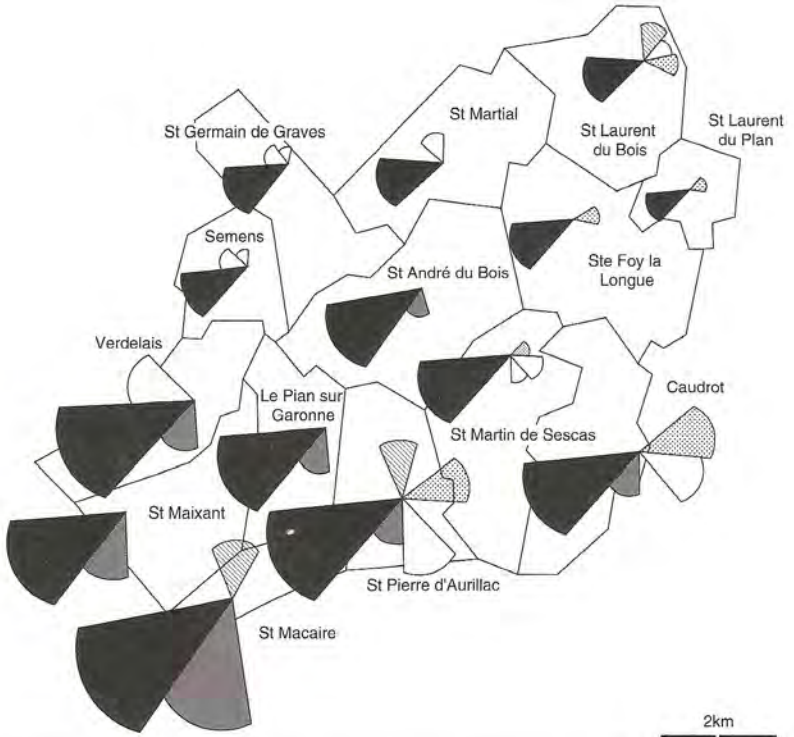 St Laurent
du Plan
St Martial
St Germain de Graves
St Laurent
du Bois
Semens
St André du Bois
Ste Foy la
Longue
Verdelais
Le Pian sur
Garonne
Caudrot
St Martin de Sescas
St Maixant
St Pierre d'Aurillac
St Macaire
2km